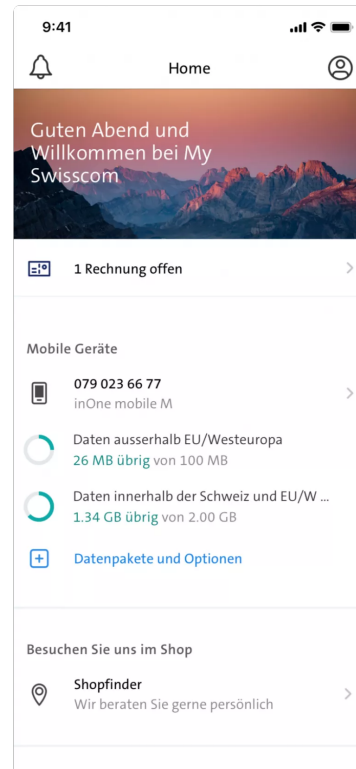 9:41
Home
Guten Abend und
Willkommen bei My
Swisscom
1 Rechnung offen
Mobile Geräte
079 023 66 77
inOne mobile M
Daten ausserhalb EU/Westeuropa
26 MB übrig von 100 MB
Daten innerhalb der Schweiz und EU/W ...
1.34 GB übrig von 2.00 GB
Datenpakete und Optionen
Besuchen Sie uns im Shop
Shopfinder
Wir beraten Sie gerne persönlich